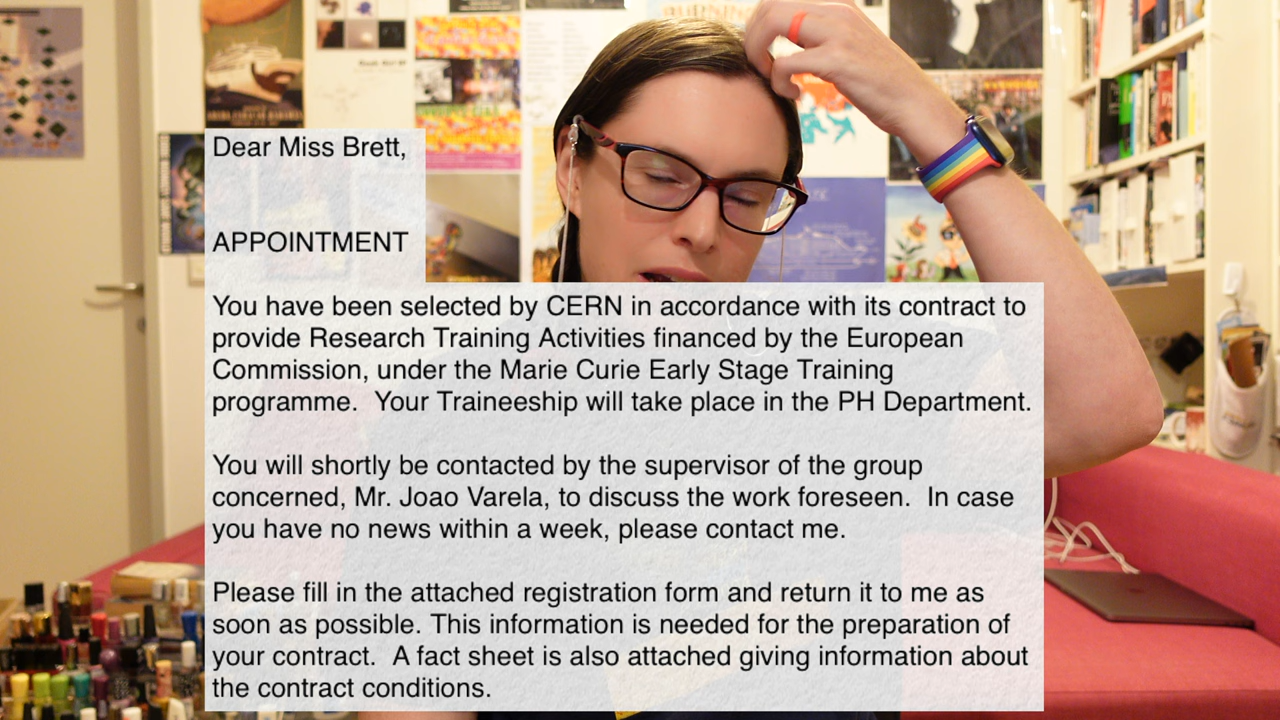 Dear Miss Brett,
APPOINTMENT
You have been selected by CERN in accordance with its contract to
provide Research Training Activities financed by the European
Commission, under the Marie Curie Early Stage Training
programme.  Your Traineeship will take place in the PH Department.
You will shortly be contacted by the supervisor of the group
concerned, Mr. Joao Varela, to discuss the work foreseen.  In case
you have no news within a week, please contact me.
Please fill in the attached registration form and return it to me as
soon as possible. This information is needed for the preparation of
your contract.  A fact sheet is also attached giving information about
the contract conditions.